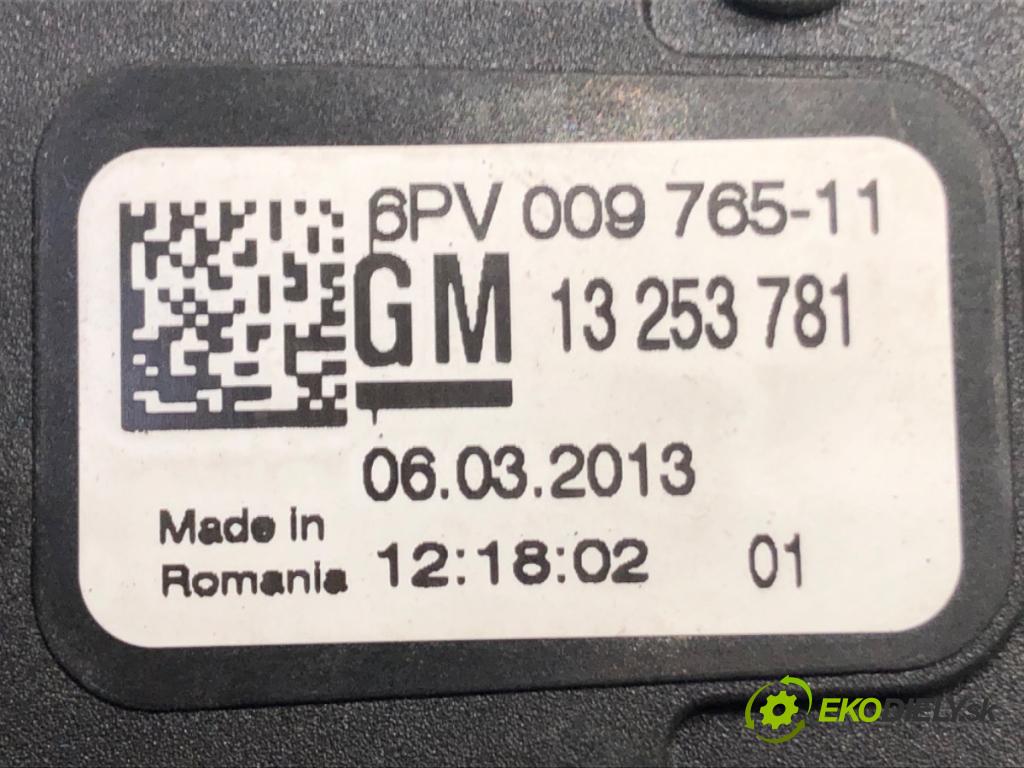 6PV 009 765-11
GM 13 253 781
06.03.2013
Made in
Romania 12:18:02 01
EKODIELY.SK